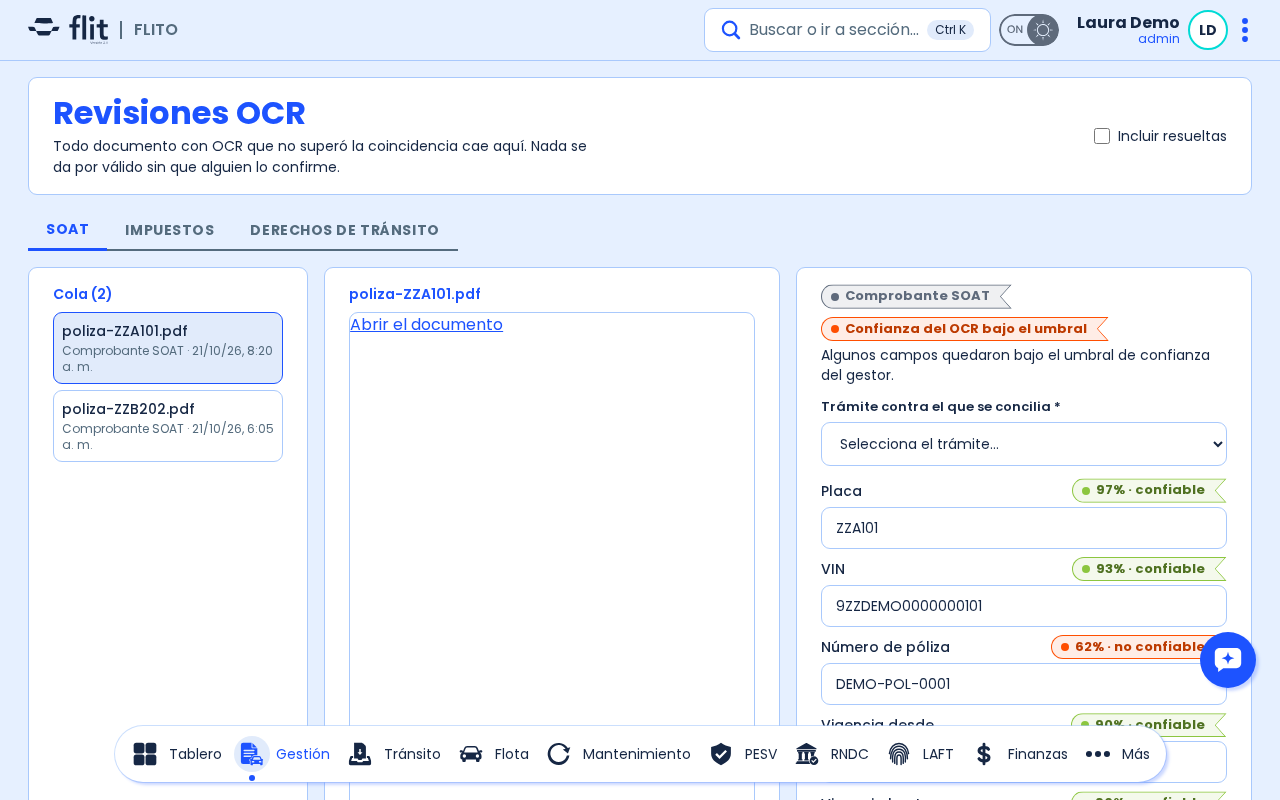 flit
FLITO
Buscar o ir a sección... Ctrl K
ON
Laura Demo
admin
LD
Revisiones OCR
Todo documento con OCR que no superó la coincidencia cae aquí. Nada se
da por válido sin que alguien lo confirme.
Incluir resueltas
SOAT
IMPUESTOS
DERECHOS DE TRÁNSITO
Cola (2)
poliza-ZZA101.pdf
Comprobante SOAT · 21/10/26, 8:20
a. m.
poliza-ZZB202.pdf
Comprobante SOAT · 21/10/26, 6:05
a. m.
poliza-ZZA101.pdf
Abrir el documento
Comprobante SOAT
Confianza del OCR bajo el umbral
Algunos campos quedaron bajo el umbral de confianza
del gestor.
Trámite contra el que se concilia *
Selecciona el trámite...
Placa
97% · confiable
ZZA101
VIN
93% · confiable
9ZZDEMO0000000101
Número de póliza
62% · no confiable
DEMO-POL-0001
Vigencia desde
90% · confiable
Tablero
Gestión
Tránsito
Flota
Mantenimiento
PESV
RNDC
LAFT
Finanzas
Más